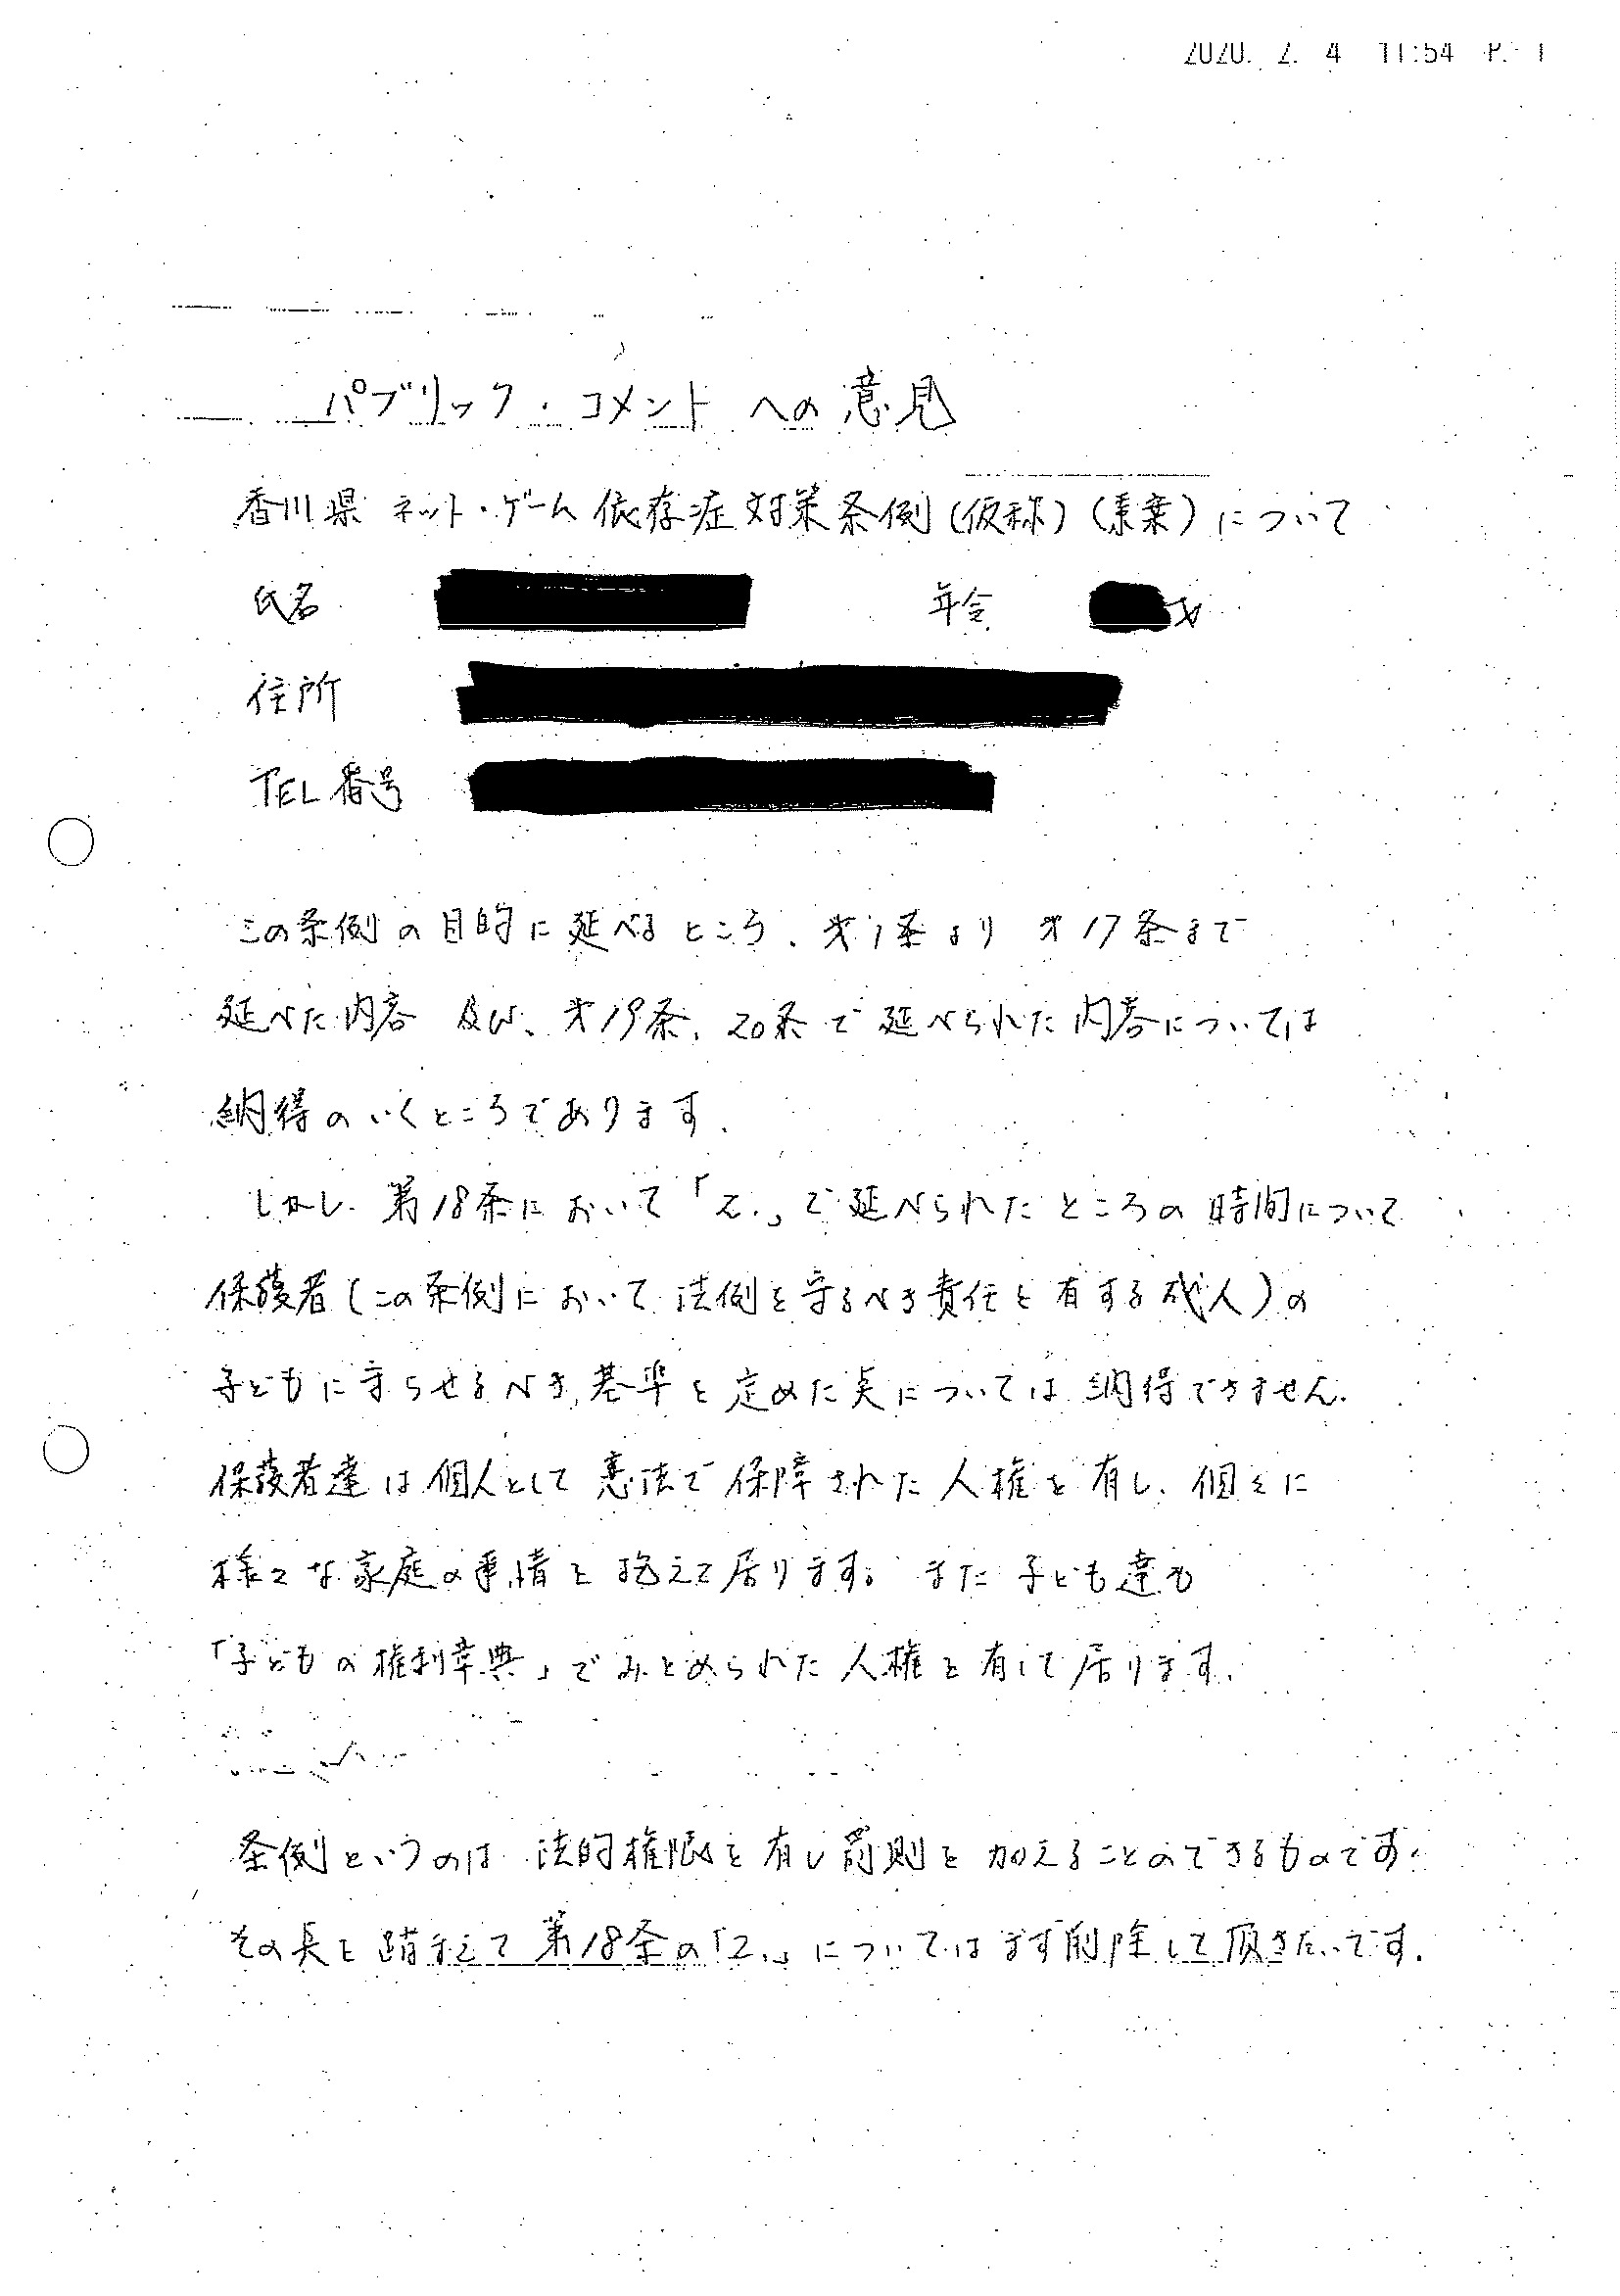 2020. 2. 4 11:54 P. 1
パブリック・コメント への意見
香川県 ネット・ゲーム依存症対策条例(仮称)(素案)について
氏名 年令 才
住所
TEL番号
この条例の目的に延べるところ、才1条より 才17条まで
延べた内容 及び、才19条、20条で延べられた内容については
納得のいくところであります.
しかし、第18条において「2.」で延べられたところの時間について
保護者(この条例において法例を守るべき責任を有する成人)の
子どもに守らせるべき基準を定めた点については納得できません.
保護者達は個人として憲法で保障された人権を有し、個々に
様々な家庭の事情を抱えて居ります。また子ども達も
「子どもの権利章典」でみとめられた人権を有して居ります.
条例というのは法的権限を有し罰則を加えることのできるものです.
その点を踏まえて第18条の「2.」についてはまず削除して頂きたいです.